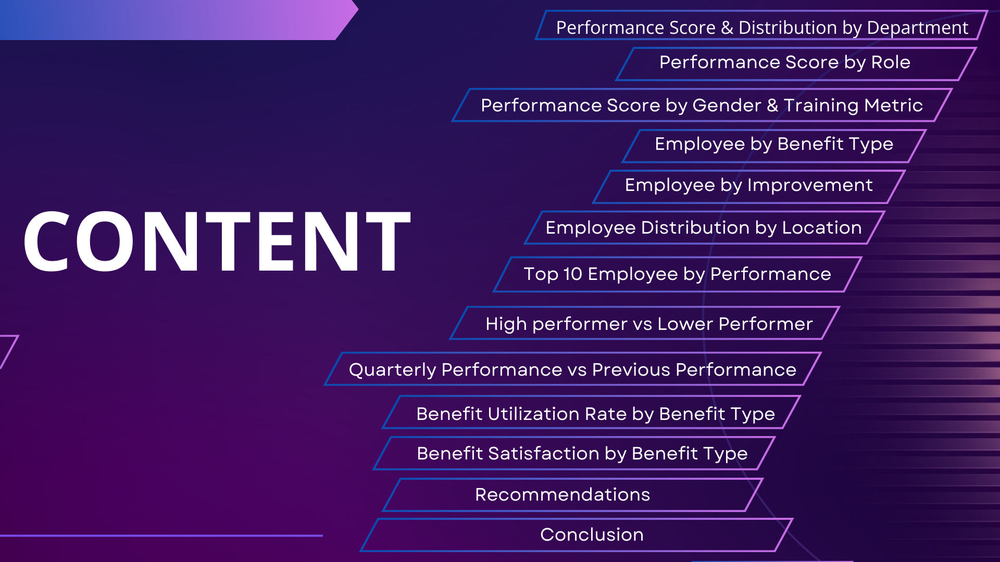 CONTENT
Performance Score & Distribution by Department
Performance Score by Role
Performance Score by Gender & Training Metric
Employee by Benefit Type
Employee by Improvement
Employee Distribution by Location
Top 10 Employee by Performance
High performer vs Lower Performer
Quarterly Performance vs Previous Performance
Benefit Utilization Rate by Benefit Type
Benefit Satisfaction by Benefit Type
Recommendations
Conclusion